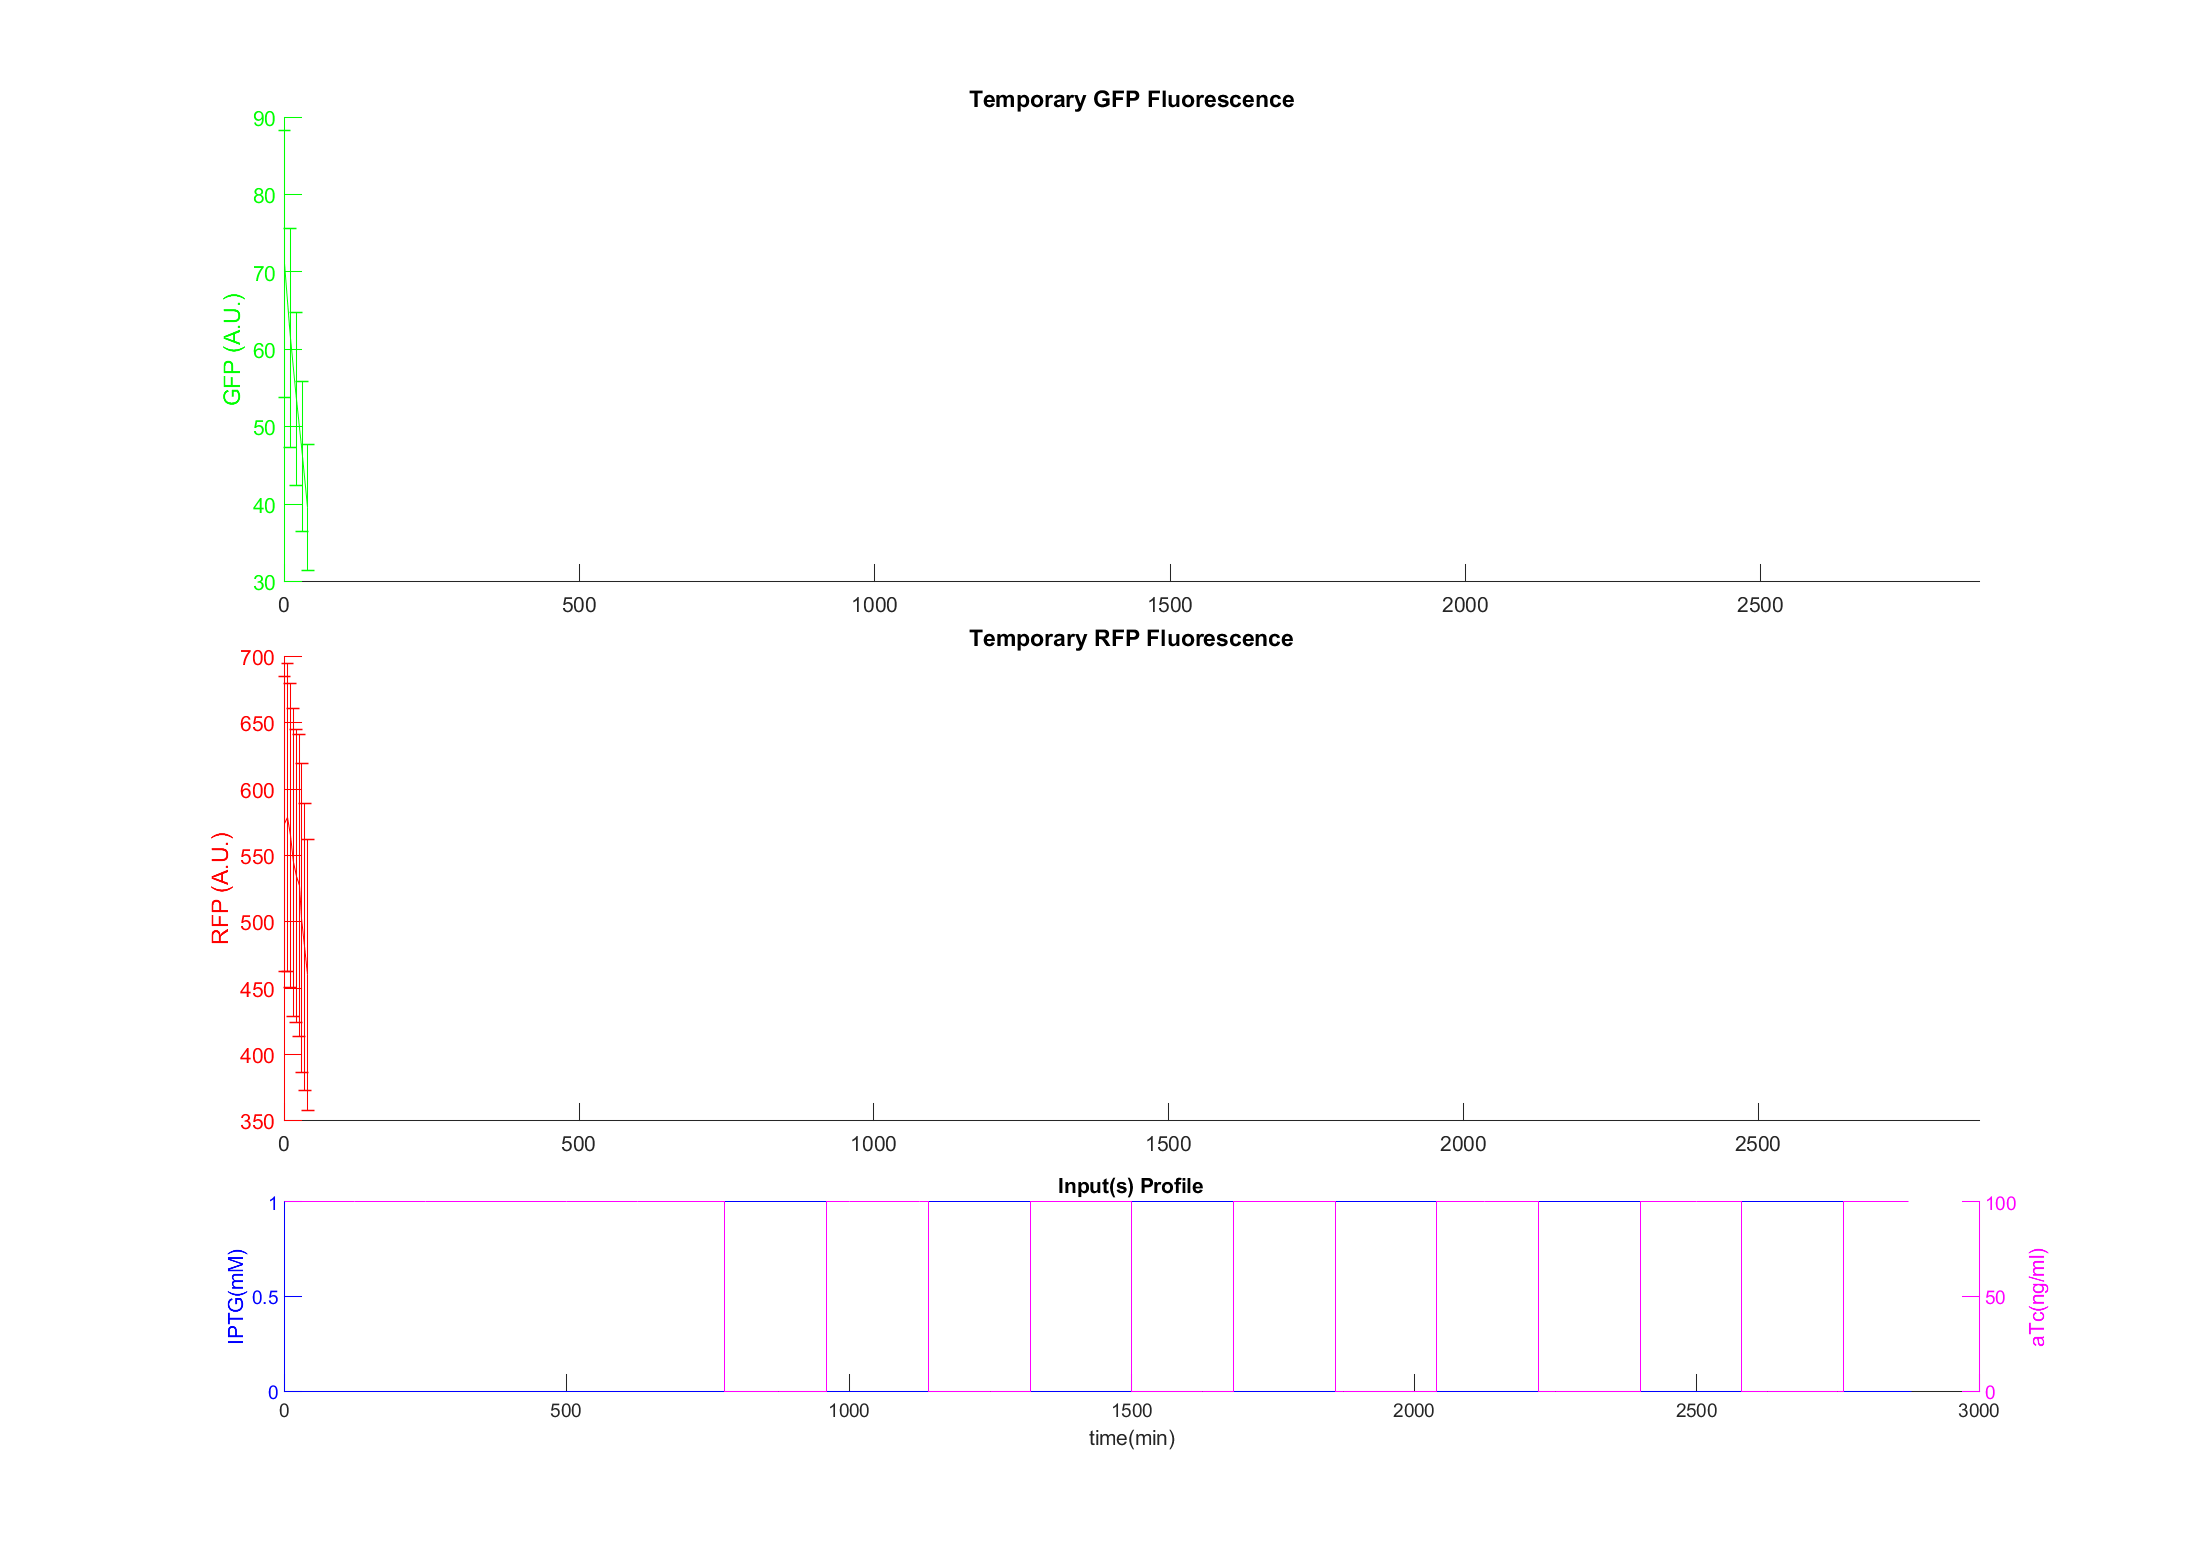 Temporary GFP Fluorescence
90
80
70
60
50
40
30
GFP (A.U.)
0 500 1000 1500 2000 2500
Temporary RFP Fluorescence
700
650
600
550
500
450
400
350
RFP (A.U.)
0 500 1000 1500 2000 2500
Input(s) Profile
1
0.5
0
IPTG(mM)
100
50
0
aTc(ng/ml)
0 500 1000 1500 2000 2500 3000
time(min)